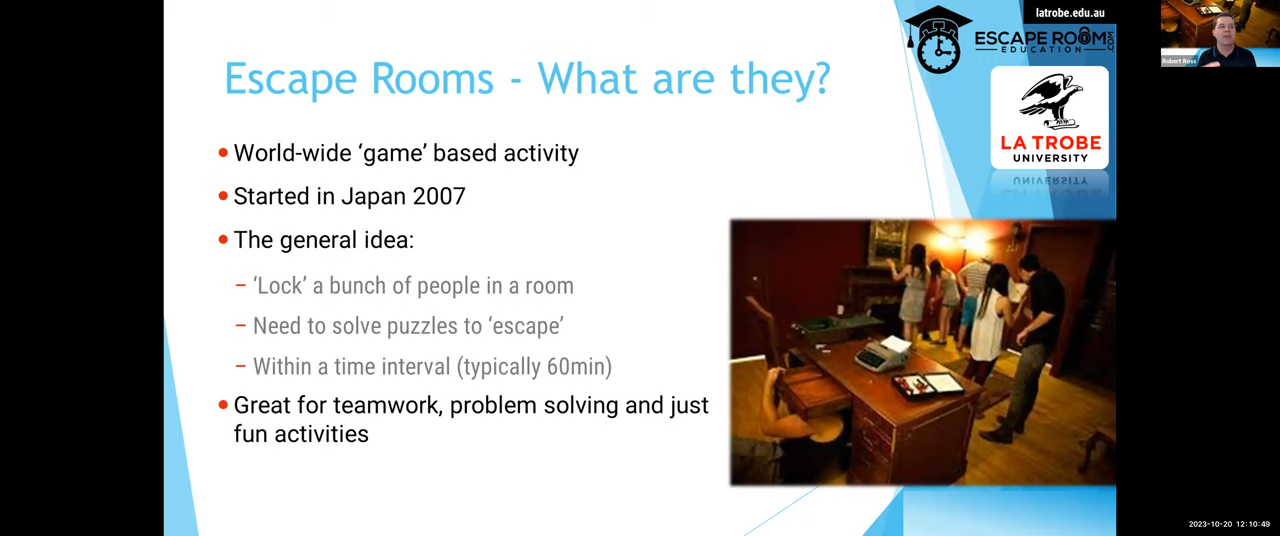 latrobe.edu.au
ESCAPE ROOM
EDUCATION
.COM
Robert Ross
Escape Rooms - What are they?
LA TROBE
UNIVERSITY
• World-wide ‘game’ based activity
• Started in Japan 2007
• The general idea:
– ‘Lock’ a bunch of people in a room
– Need to solve puzzles to ‘escape’
– Within a time interval (typically 60min)
• Great for teamwork, problem solving and just
fun activities
2023-10-20 12:10:49